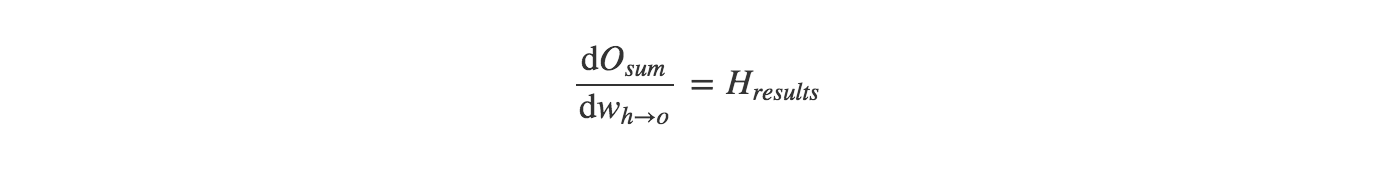 dO_sum / dw_h→o = H_results